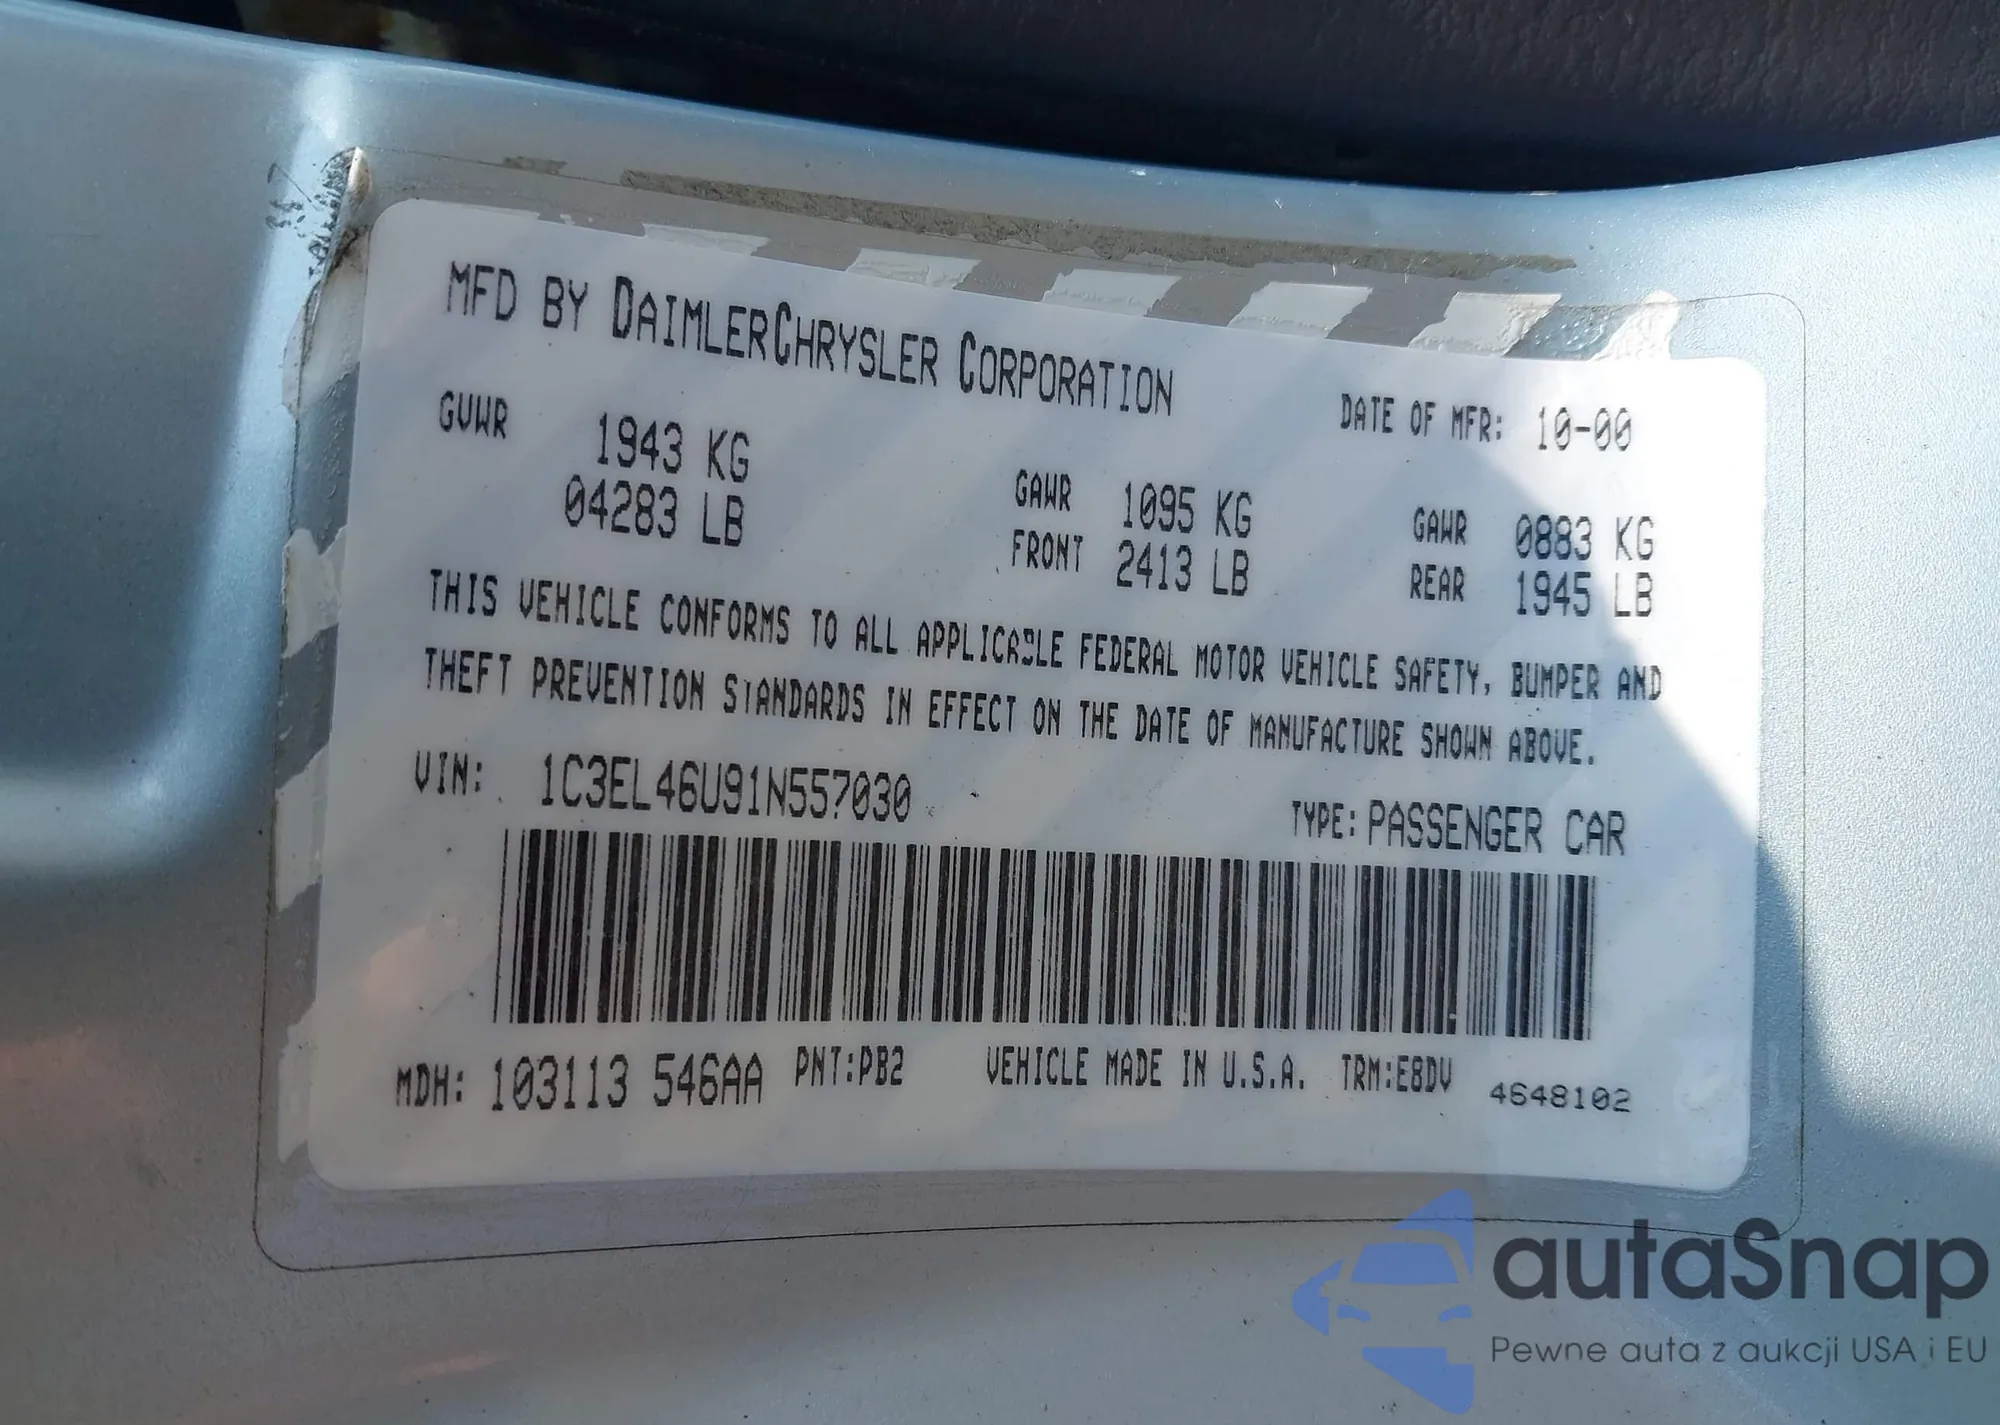 MFD BY DAIMLERCHRYSLER CORPORATION
DATE OF MFR: 10-00
GVWR 1943 KG
04283 LB
GAWR 1095 KG
FRONT 2413 LB
GAWR 0883 KG
REAR 1945 LB
THIS VEHICLE CONFORMS TO ALL APPLICABLE FEDERAL MOTOR VEHICLE SAFETY, BUMPER AND
THEFT PREVENTION STANDARDS IN EFFECT ON THE DATE OF MANUFACTURE SHOWN ABOVE.
VIN: 1C3EL46U91N557030
TYPE: PASSENGER CAR
MDH: 103113 546AA PNT:PB2 VEHICLE MADE IN U.S.A. TRM:E8DV 4648102
autaSnap
Pewne auta z aukcji USA i EU